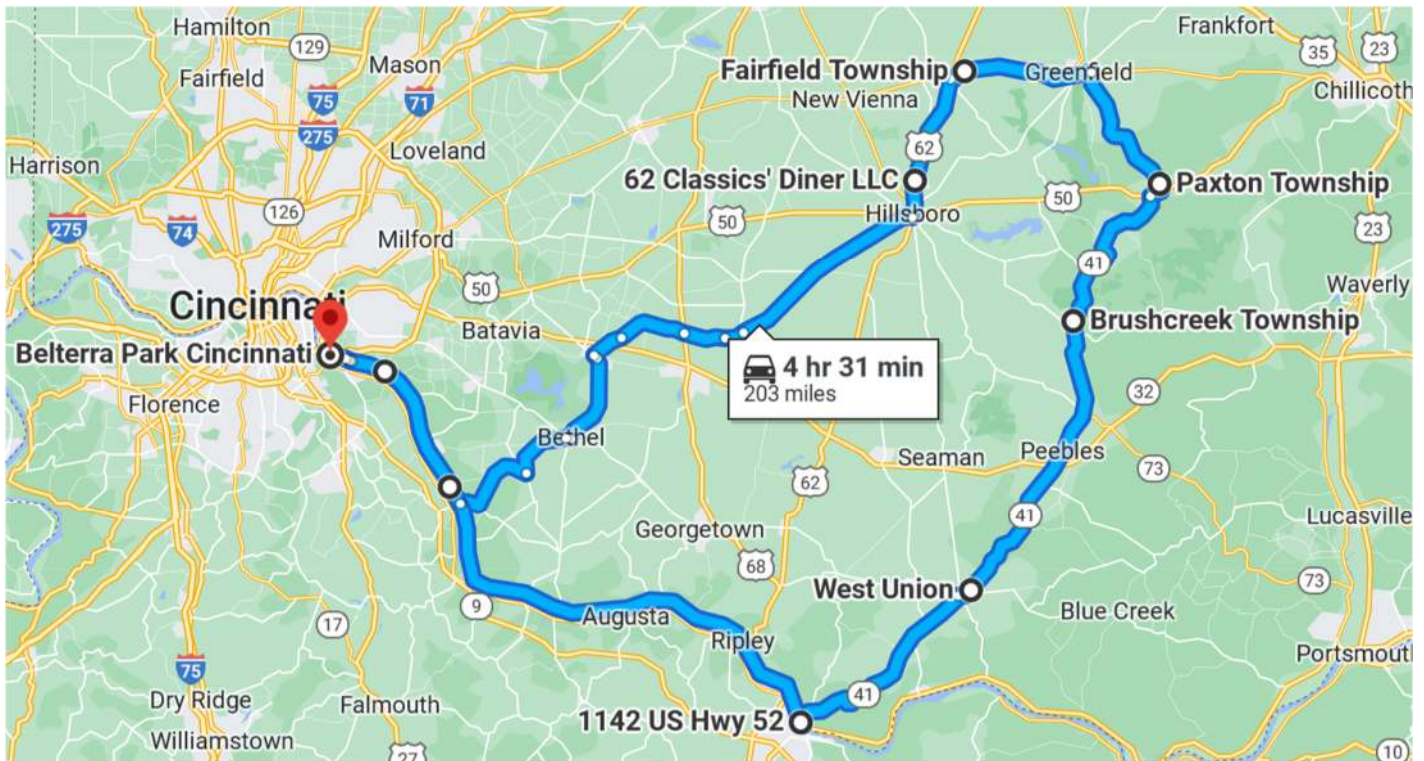 Hamilton
129
Mason
Fairfield
75
71
275
Harrison
Loveland
126
275
74
Milford
50
Cincinnati
Batavia
Belterra Park Cincinnati
Florence
Bethel
Fairfield Township
New Vienna
Greenfield
Frankfort
35
23
62
62 Classics' Diner LLC
50
Hillsboro
50
Paxton Township
Chillicoth
23
41
Waverly
Brushcreek Township
4 hr 31 min
203 miles
32
Seaman
Peebles
73
62
41
Georgetown
68
Lucasville
73
West Union
Blue Creek
9
Augusta
Ripley
17
Portsmouth
75
Dry Ridge
Falmouth
41
1142 US Hwy 52
Williamstown
27
10